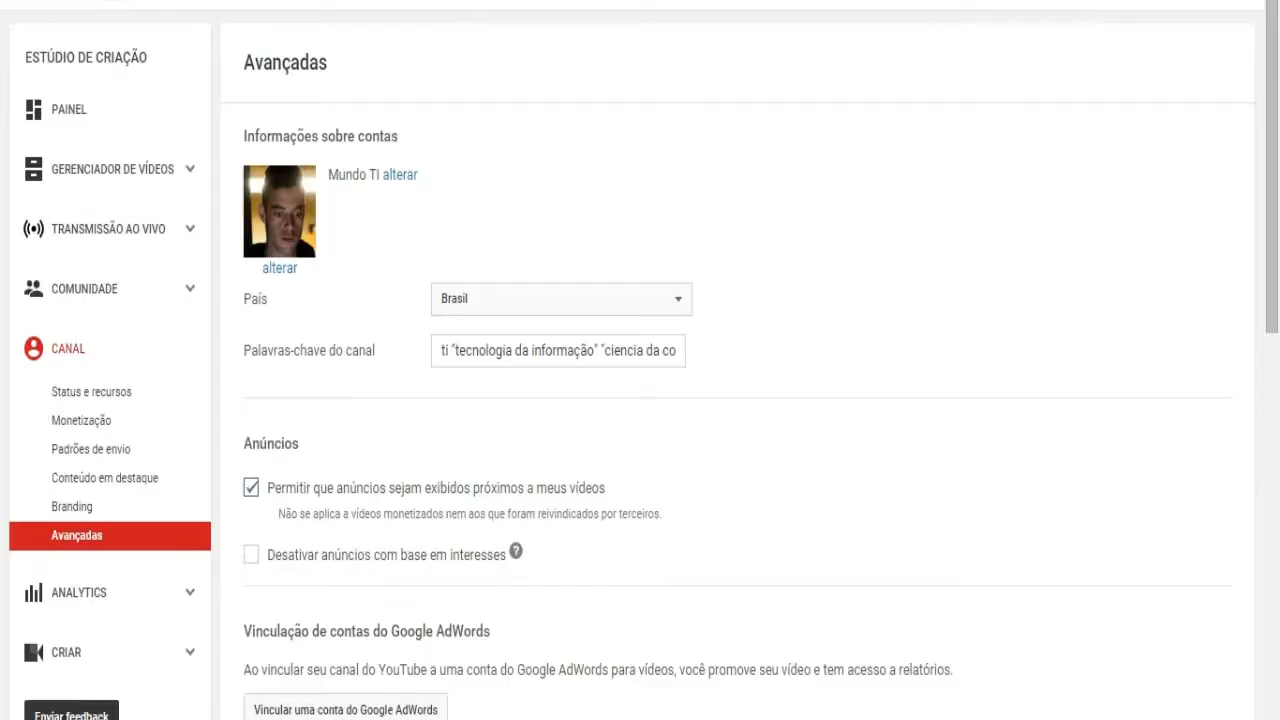 ESTÚDIO DE CRIAÇÃO
PAINEL
GERENCIADOR DE VÍDEOS
TRANSMISSÃO AO VIVO
COMUNIDADE
CANAL
Status e recursos
Monetização
Padrões de envio
Conteúdo em destaque
Branding
Avançadas
ANALYTICS
CRIAR
Enviar feedback
Avançadas
Informações sobre contas
Mundo TI alterar
alterar
País
Brasil
Palavras-chave do canal
ti "tecnologia da informação" "ciencia da co
Anúncios
Permitir que anúncios sejam exibidos próximos a meus vídeos
Não se aplica a vídeos monetizados nem aos que foram reivindicados por terceiros.
Desativar anúncios com base em interesses ?
Vinculação de contas do Google AdWords
Ao vincular seu canal do YouTube a uma conta do Google AdWords para vídeos, você promove seu vídeo e tem acesso a relatórios.
Vincular uma conta do Google AdWords